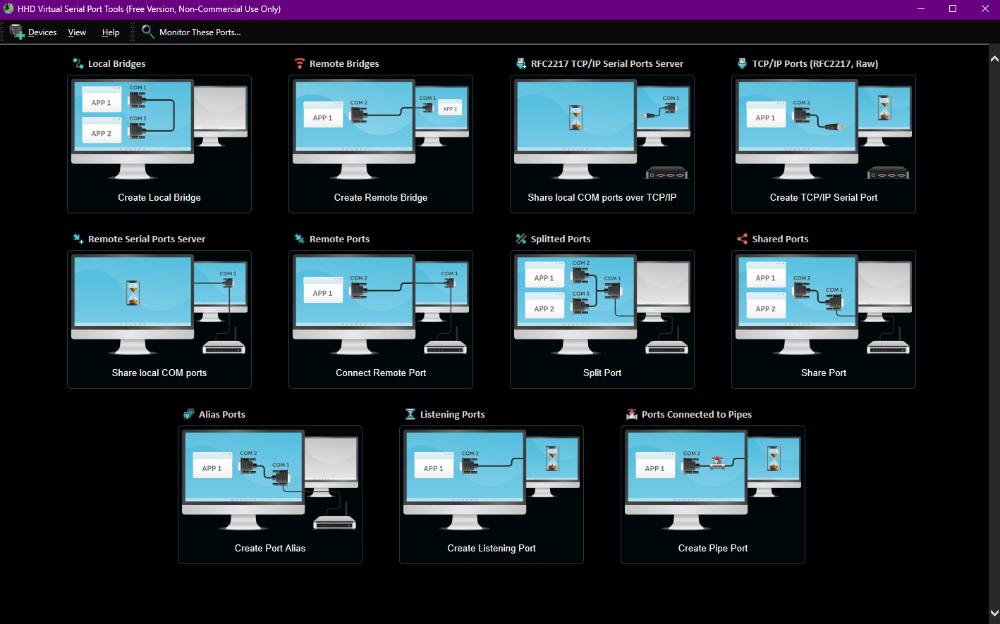 HHD Virtual Serial Port Tools (Free Version, Non-Commercial Use Only)
Devices View Help Monitor These Ports...
Local Bridges
COM 1
APP 1
COM 2
APP 2
Create Local Bridge
Remote Bridges
COM 2
APP 1
COM 1
APP 2
Create Remote Bridge
RFC2217 TCP/IP Serial Ports Server
COM 1
Share local COM ports over TCP/IP
TCP/IP Ports (RFC2217, Raw)
COM 2
APP 1
Create TCP/IP Serial Port
Remote Serial Ports Server
COM 1
Share local COM ports
Remote Ports
COM 2
APP 1
COM 1
Connect Remote Port
Splitted Ports
COM 2
APP 1
COM 1
COM 3
APP 2
Split Port
Shared Ports
APP 1
COM 2
COM 1
APP 2
Share Port
Alias Ports
COM 2
APP 1
COM 1
Create Port Alias
Listening Ports
COM 2
APP 1
Create Listening Port
Ports Connected to Pipes
COM 2
APP 1
Create Pipe Port